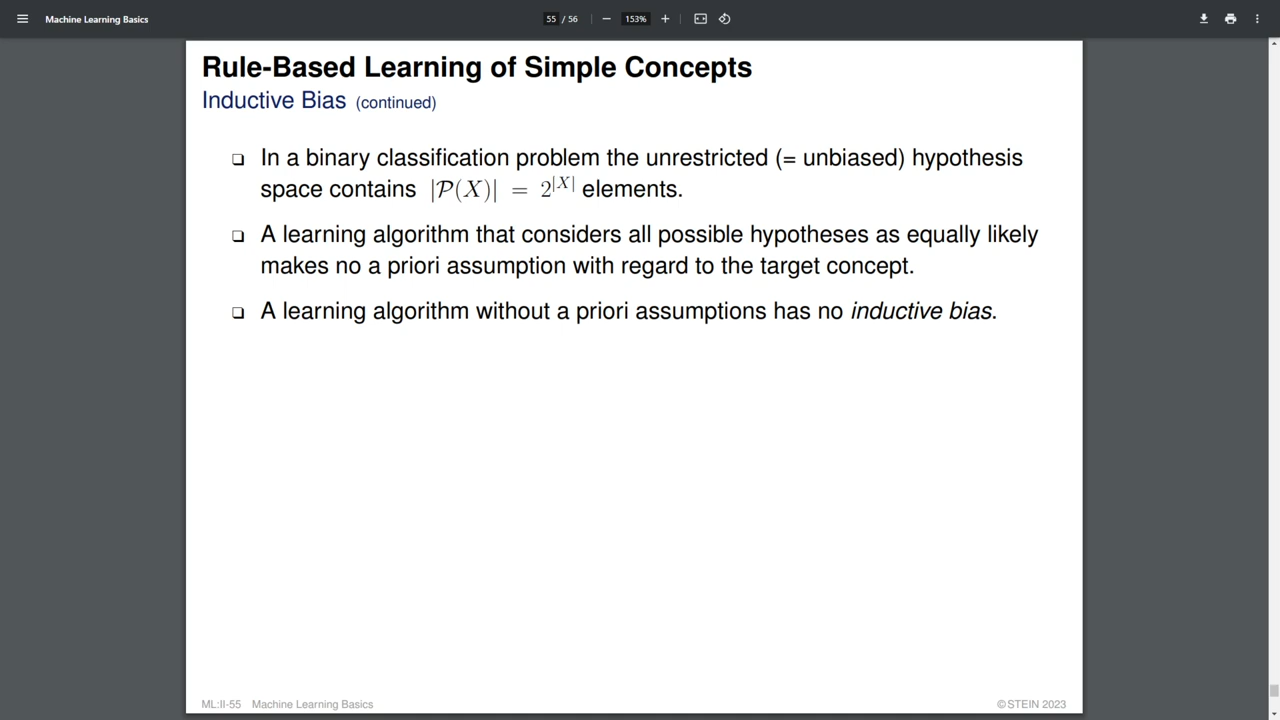 Machine Learning Basics
55 / 56
153%
Rule-Based Learning of Simple Concepts
Inductive Bias (continued)
❑ In a binary classification problem the unrestricted (= unbiased) hypothesis
space contains |𝒫(X)| = 2^{|X|} elements.
❑ A learning algorithm that considers all possible hypotheses as equally likely
makes no a priori assumption with regard to the target concept.
❑ A learning algorithm without a priori assumptions has no inductive bias.
ML:II-55 Machine Learning Basics
©STEIN 2023